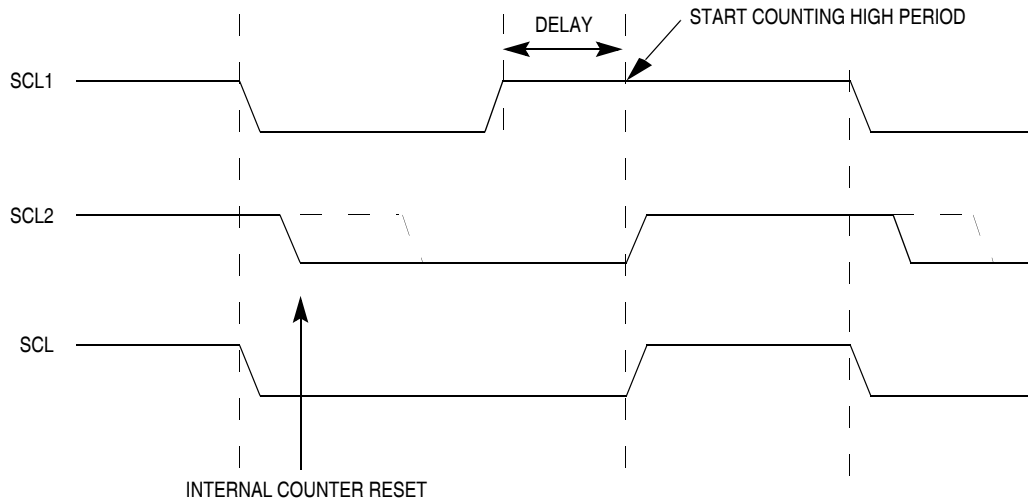 START COUNTING HIGH PERIOD
DELAY
SCL1
SCL2
SCL
INTERNAL COUNTER RESET